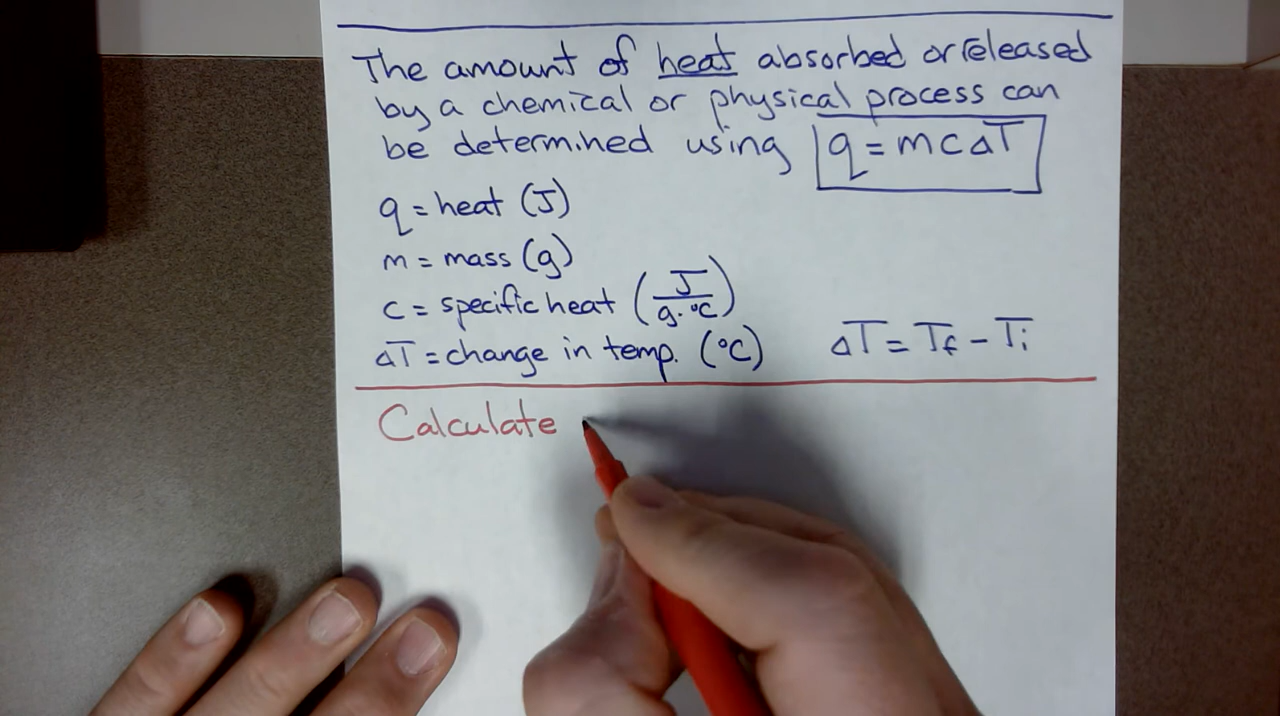 The amount of heat absorbed or released
by a chemical or physical process can
be determined using q = mcΔT
q = heat (J)
m = mass (g)
c = specific heat (J/g·°C)
ΔT = change in temp. (°C) ΔT = Tf - Ti
Calculate